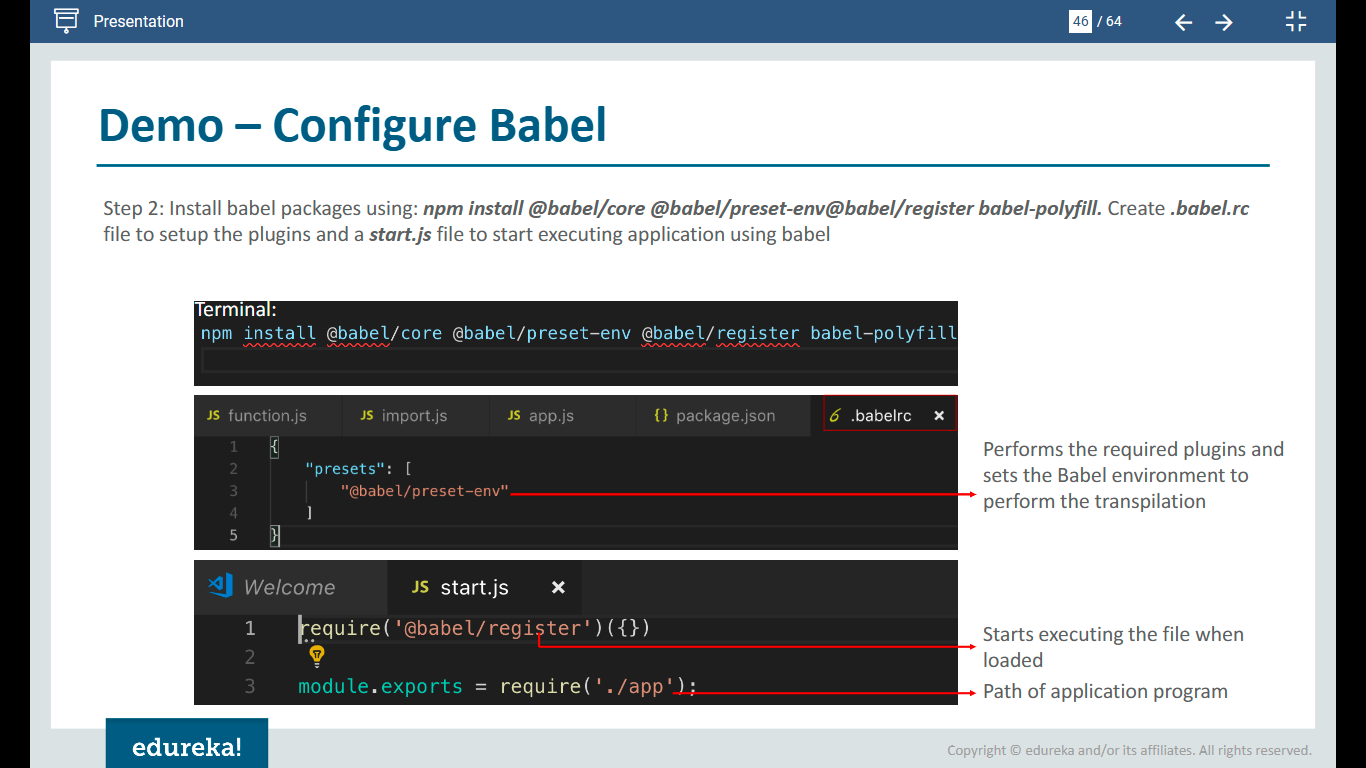 Presentation
46 / 64
Demo – Configure Babel
Step 2: Install babel packages using: npm install @babel/core @babel/preset-env@babel/register babel-polyfill. Create .babel.rc
file to setup the plugins and a start.js file to start executing application using babel
Terminal:
npm install @babel/core @babel/preset-env @babel/register babel-polyfill
JS function.js JS import.js JS app.js {} package.json 6 .babelrc ×
1 {
2 "presets": [
3 "@babel/preset-env"
4 ]
5 }
Performs the required plugins and
sets the Babel environment to
perform the transpilation
Welcome JS start.js ×
1 require('@babel/register')({})
2
3 module.exports = require('./app');
Starts executing the file when
loaded
Path of application program
edureka!
Copyright © edureka and/or its affiliates. All rights reserved.